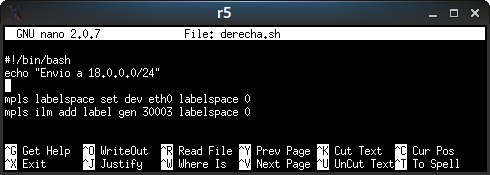 r5
GNU nano 2.0.7 File: derecha.sh
#!/bin/bash
echo "Envio a 18.0.0.0/24"
mpls labelspace set dev eth0 labelspace 0
mpls ilm add label gen 30003 labelspace 0
^G Get Help ^O WriteOut ^R Read File ^Y Prev Page ^K Cut Text ^C Cur Pos
^X Exit ^J Justify ^W Where Is ^V Next Page ^U UnCut Text ^T To Spell